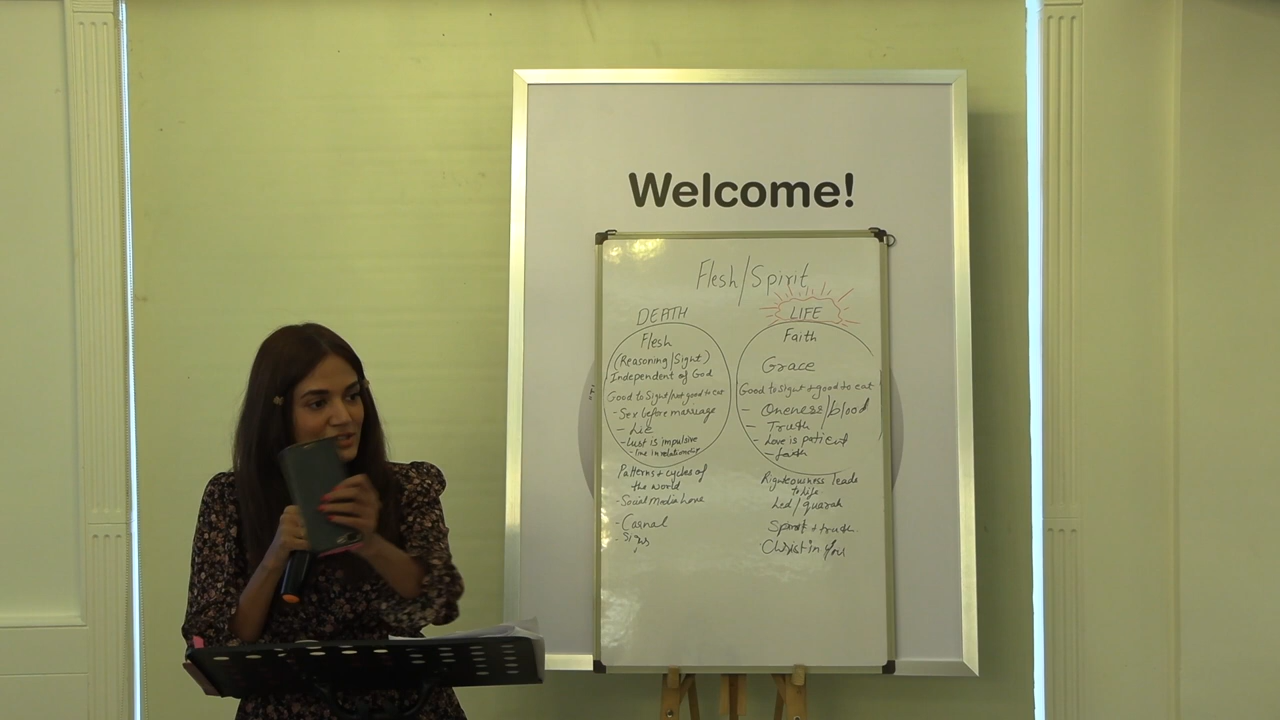 Welcome!
Flesh/Spirit
DEATH
Flesh
(Reasoning/Sight)
Independent of God
Good to Sight/not good to eat
- Sex before marriage
- Lie
- Lust is impulsive
- line in relationship
Patterns & cycles of
the world
- Social Media Love
- Carnal
- Signs
LIFE
Faith
Grace
Good to Sight & good to eat
- Oneness/blood
- Truth
- Love is patient
- faith
Righteousness leads
to life
Led/
Spirit + truth
Christ in You